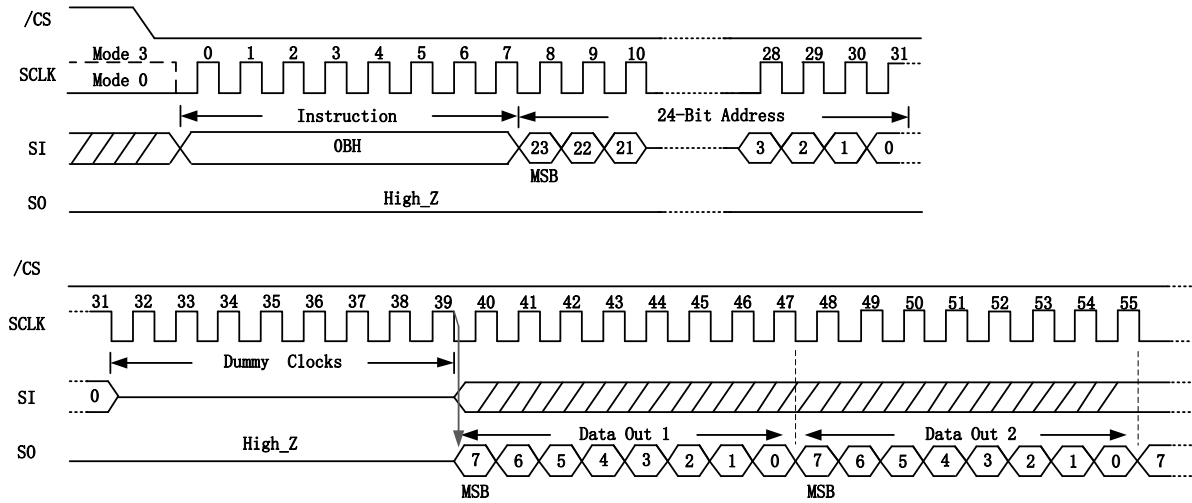 /CS
Mode 3 0 1 2 3 4 5 6 7 8 9 10 28 29 30 31
SCLK
Mode 0
Instruction 24-Bit Address
SI 0BH 23 22 21 3 2 1 0
MSB
High_Z
SO
/CS
31 32 33 34 35 36 37 38 39 40 41 42 43 44 45 46 47 48 49 50 51 52 53 54 55
SCLK
Dummy Clocks
SI 0
Data Out 1 Data Out 2
High_Z
SO 7 6 5 4 3 2 1 0 7 6 5 4 3 2 1 0 7
MSB MSB